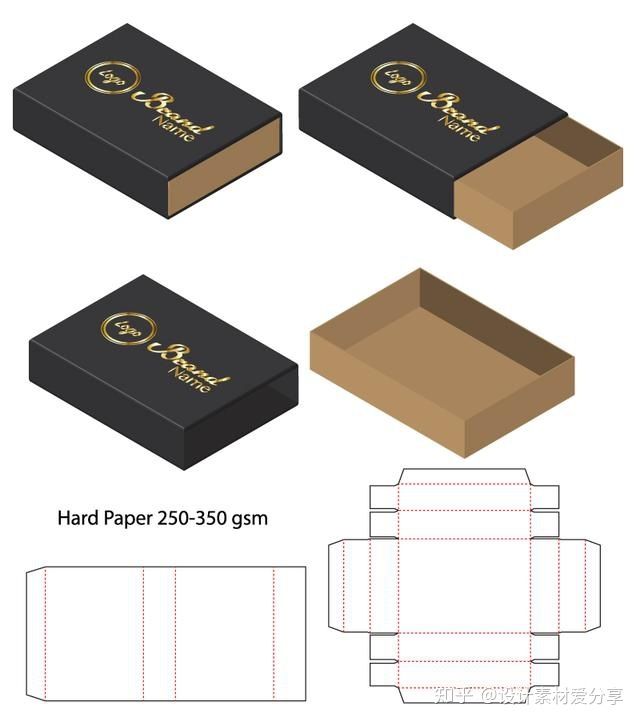 Logo
Brand
Name
Logo
Brand
Name
Logo
Brand
Name
Hard Paper 250-350 gsm
知乎 @设计素材爱分享